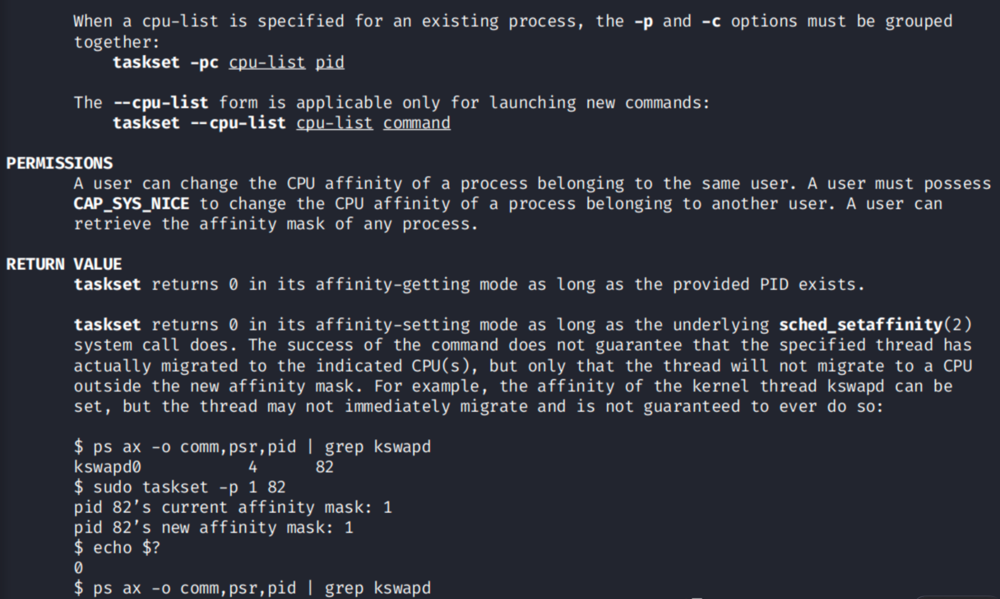 When a cpu-list is specified for an existing process, the -p and -c options must be grouped
together:
taskset -pc cpu-list pid
The --cpu-list form is applicable only for launching new commands:
taskset --cpu-list cpu-list command
PERMISSIONS
A user can change the CPU affinity of a process belonging to the same user. A user must possess
CAP_SYS_NICE to change the CPU affinity of a process belonging to another user. A user can
retrieve the affinity mask of any process.
RETURN VALUE
taskset returns 0 in its affinity-getting mode as long as the provided PID exists.
taskset returns 0 in its affinity-setting mode as long as the underlying sched_setaffinity(2)
system call does. The success of the command does not guarantee that the specified thread has
actually migrated to the indicated CPU(s), but only that the thread will not migrate to a CPU
outside the new affinity mask. For example, the affinity of the kernel thread kswapd can be
set, but the thread may not immediately migrate and is not guaranteed to ever do so:
$ ps ax -o comm,psr,pid | grep kswapd
kswapd0 4 82
$ sudo taskset -p 1 82
pid 82’s current affinity mask: 1
pid 82’s new affinity mask: 1
$ echo $?
0
$ ps ax -o comm,psr,pid | grep kswapd